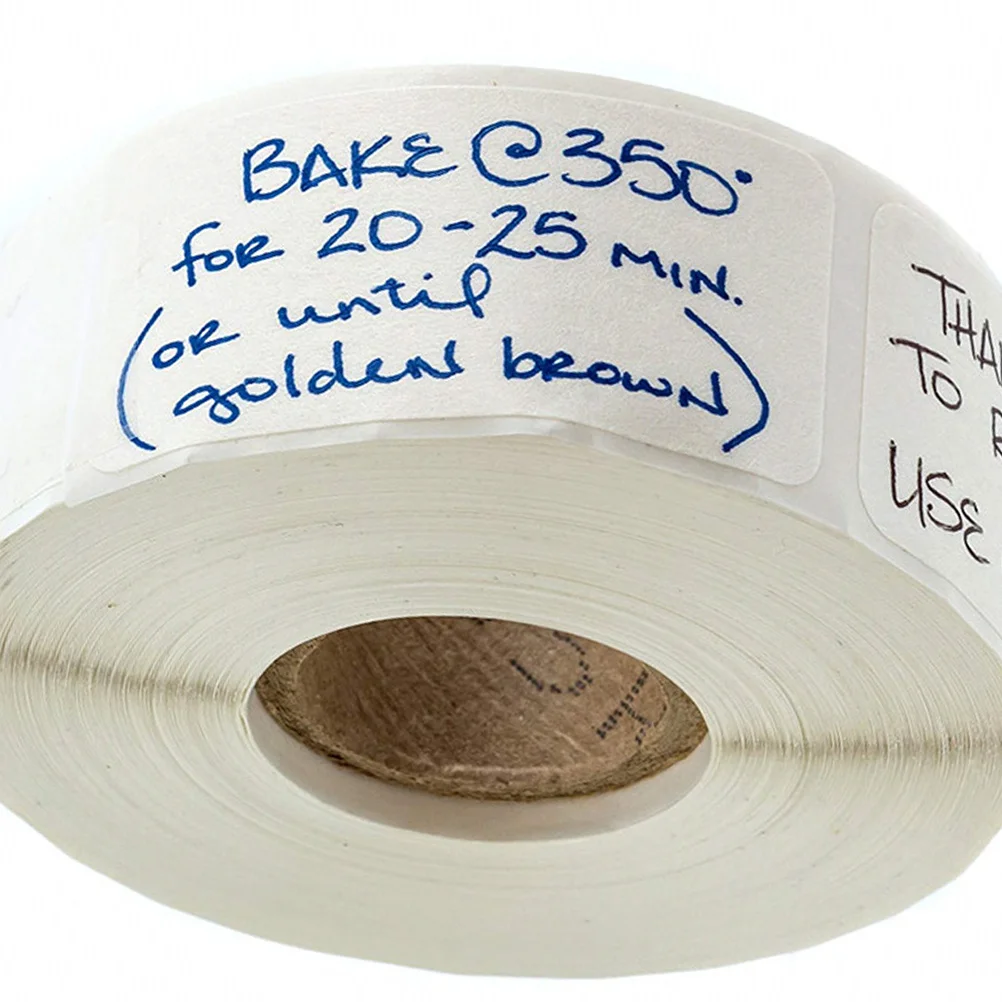 BAKE @ 350°
for 20-25 MIN.
(or until
golden brown)
TO
USE